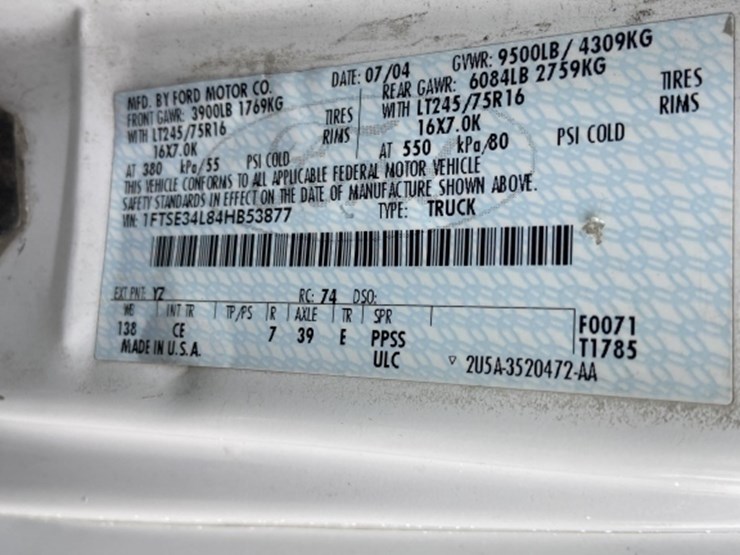 MFD. BY FORD MOTOR CO.
DATE: 07/04
GVWR: 9500LB / 4309KG
FRONT GAWR: 3900LB 1769KG
REAR GAWR: 6084LB 2759KG
WITH LT245/75R16 TIRES
WITH LT245/75R16 TIRES
16X7.0K RIMS
16X7.0K RIMS
AT 380 kPa/55 PSI COLD
AT 550 kPa/80 PSI COLD
THIS VEHICLE CONFORMS TO ALL APPLICABLE FEDERAL MOTOR VEHICLE
SAFETY STANDARDS IN EFFECT ON THE DATE OF MANUFACTURE SHOWN ABOVE.
VIN: 1FTSE34L84HB53877
TYPE: TRUCK
EXT PNT: YZ RC: 74 DSO:
WB INT TR TP/PS R AXLE TR SPR
138 CE 7 39 E PPSS
F0071
T1785
MADE IN U.S.A.
ULC
▽ 2U5A-3520472-AA